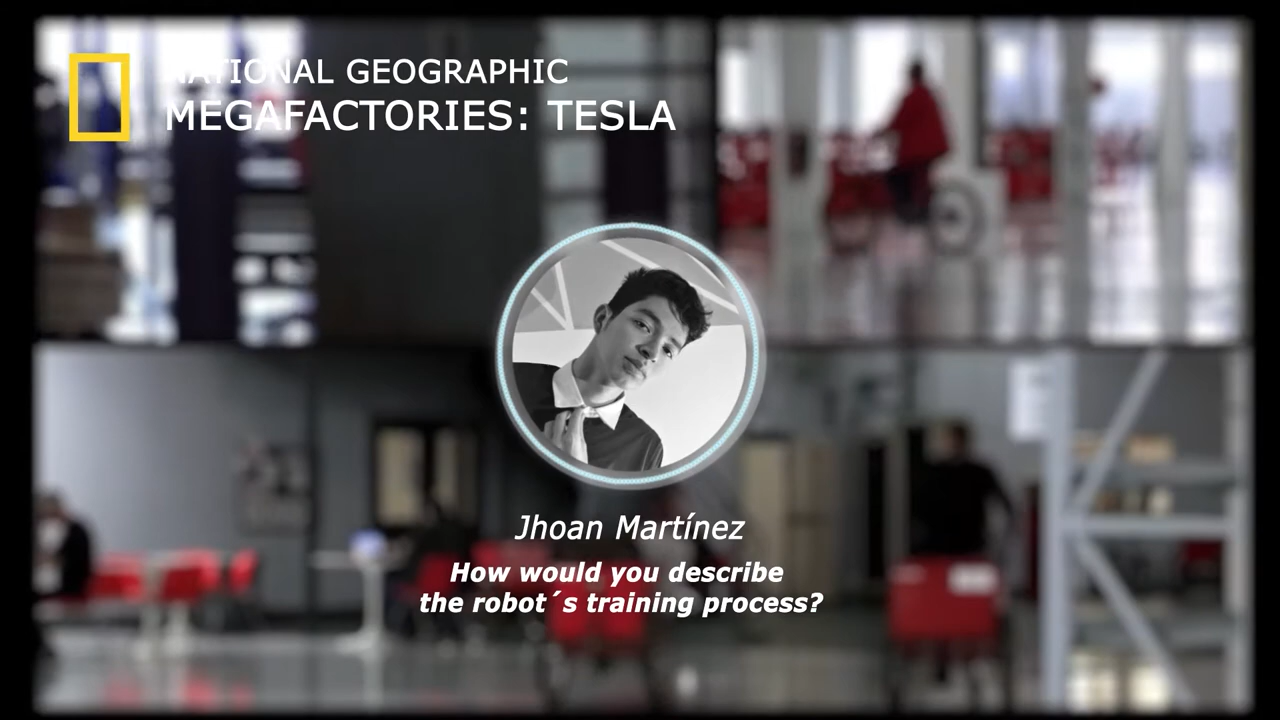 NATIONAL GEOGRAPHIC
MEGAFACTORIES: TESLA
Jhoan Martínez
How would you describe
the robot´s training process?